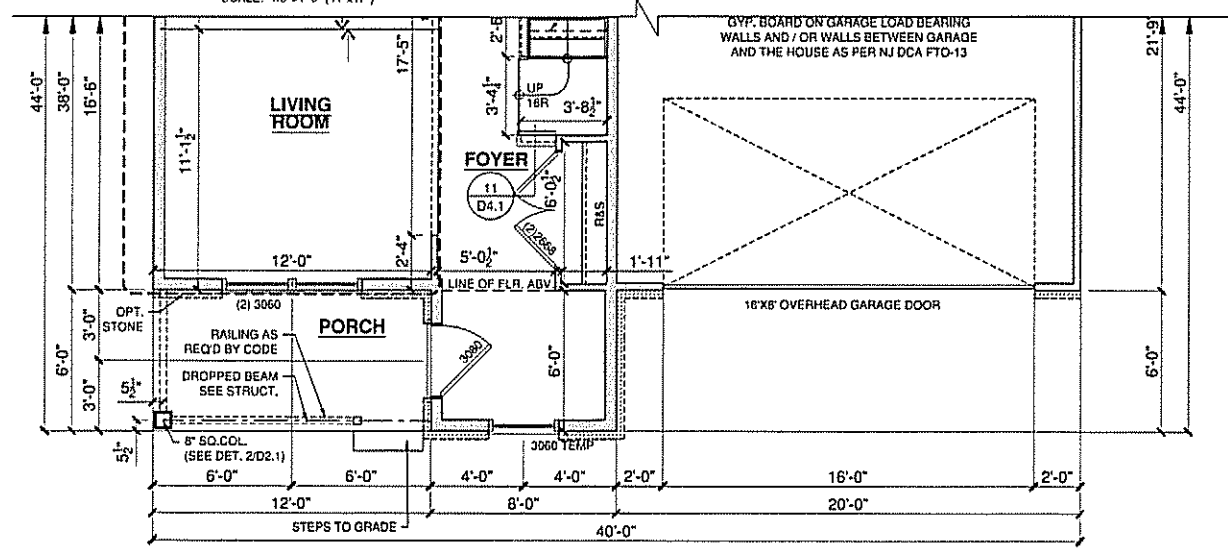 GYP. BOARD ON GARAGE LOAD BEARING
WALLS AND / OR WALLS BETWEEN GARAGE
AND THE HOUSE AS PER NJ DCA FTO-13
44'-0"
38'-0"
16'-6"
11'-1½"
17'-5"
LIVING
ROOM
2'-6
3'-4¼"
UP
16R
3'-8½"
FOYER
11
D4.1
6'-0½"
(2)2668
R&S
21'-9"
44'-0"
12'-0"
2'-4"
5'-0½"
1'-11"
LINE OF FLR. ABV
16'X8' OVERHEAD GARAGE DOOR
OPT.
STONE
(2) 3060
PORCH
RAILING AS
REQ'D BY CODE
DROPPED BEAM
SEE STRUCT.
3'-0"
6'-0"
3'-0"
5½"
5½"
3080
6'-0"
6'-0"
8" SQ.COL.
(SEE DET. 2/D2.1)
3060 TEMP
6'-0"
6'-0"
4'-0"
4'-0"
2'-0"
16'-0"
2'-0"
12'-0"
8'-0"
20'-0"
STEPS TO GRADE
40'-0"